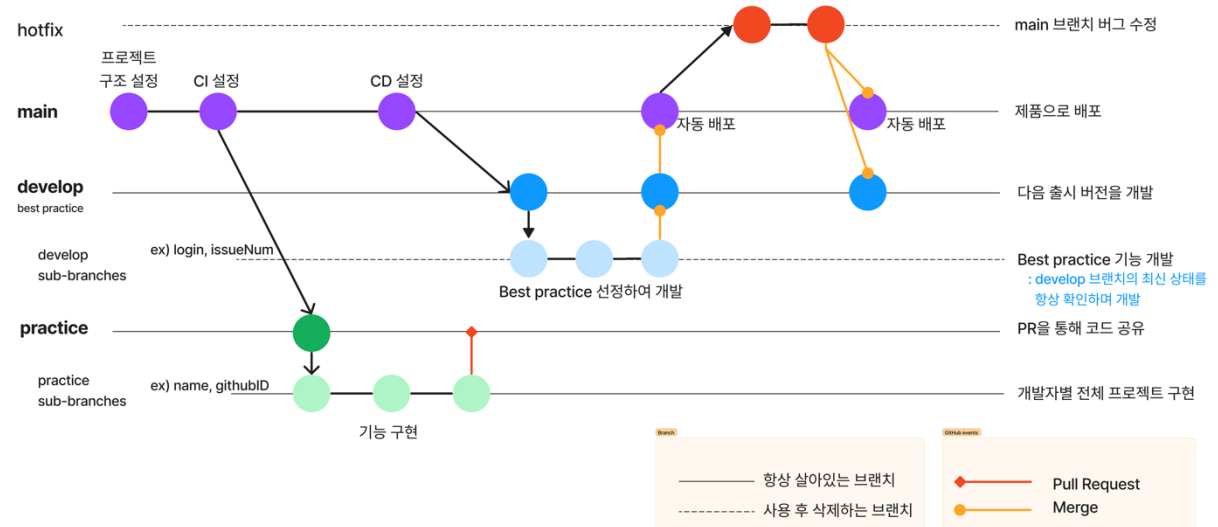 hotfix
main 브랜치 버그 수정
프로젝트
구조 설정
CI 설정
CD 설정
main
자동 배포
자동 배포
제품으로 배포
develop
best practice
다음 출시 버전을 개발
develop
sub-branches
ex) login, issueNum
Best practice 선정하여 개발
Best practice 기능 개발
: develop 브랜치의 최신 상태를
항상 확인하며 개발
practice
PR을 통해 코드 공유
practice
sub-branches
ex) name, githubID
기능 구현
개발자별 전체 프로젝트 구현
Branch
항상 살아있는 브랜치
사용 후 삭제하는 브랜치
GitHub events
Pull Request
Merge